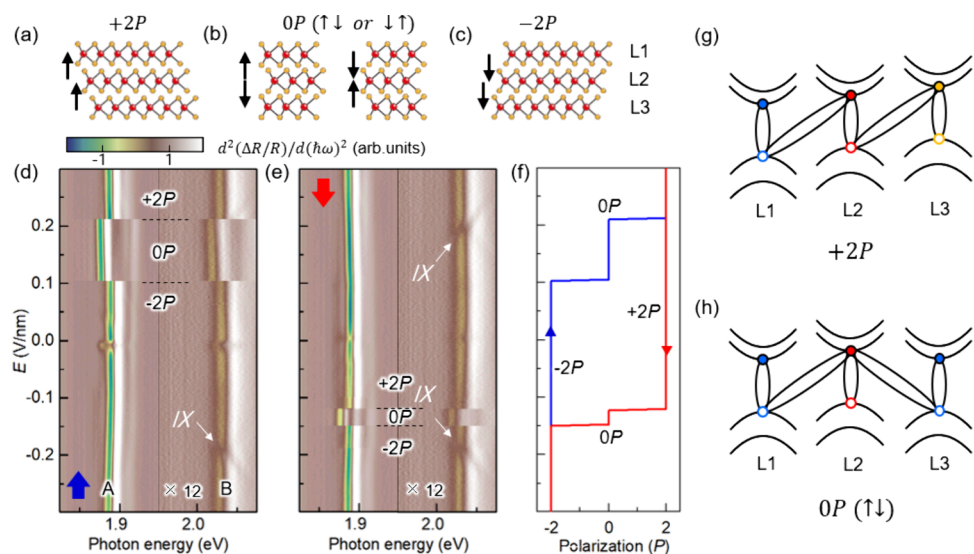 (a) +2P (b) 0P (↑↓ or ↓↑) (c) −2P
L1
L2
L3
-1 1 d²(ΔR/R)/d(ħω)² (arb.units)
(d)
+2P
0P
-2P
IX
A × 12 B
E (V/nm)
0.2
0.1
0.0
-0.1
-0.2
1.9 2.0
Photon energy (eV)
(e)
IX
+2P
IX
0P
-2P
× 12
1.9 2.0
Photon energy (eV)
(f)
0P
+2P
-2P
0P
-2 0 2
Polarization (P)
(g)
L1 L2 L3
+2P
(h)
L1 L2 L3
0P (↑↓)